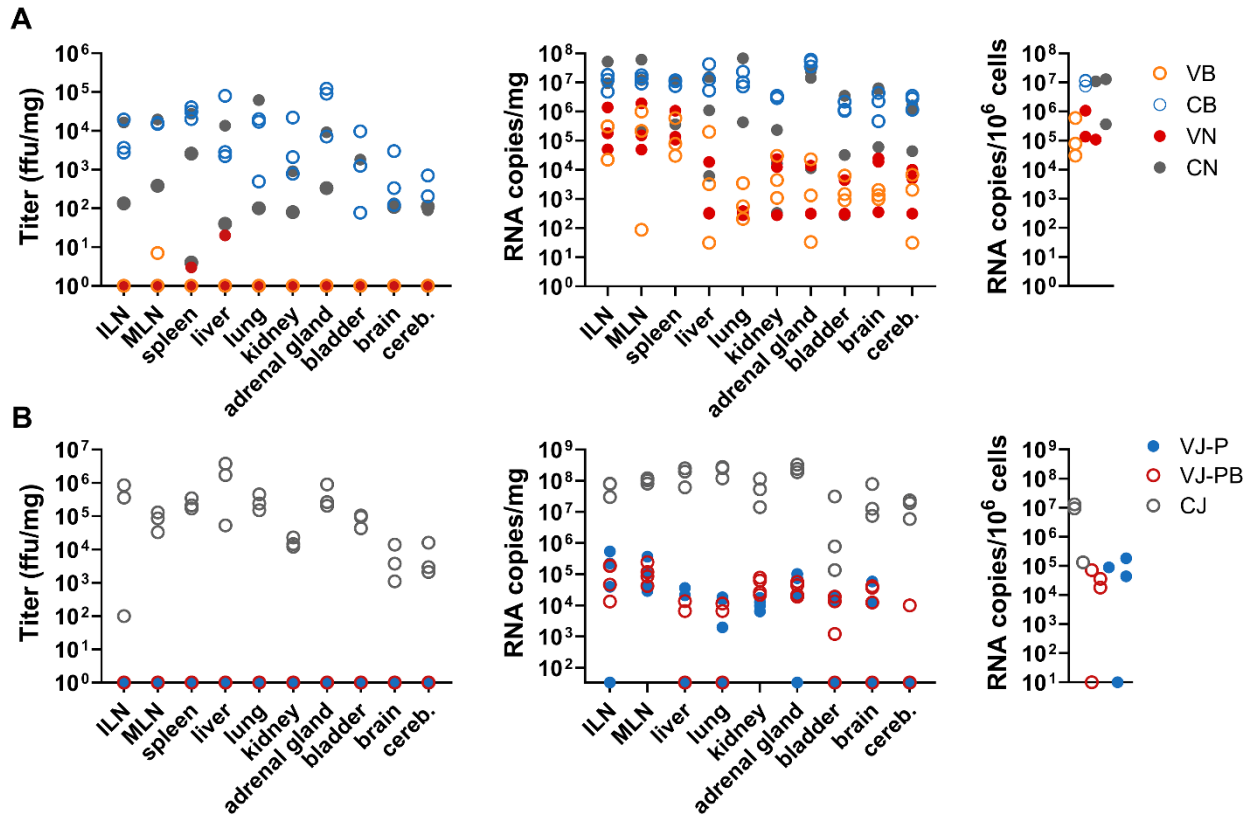 A
Titer (ffu/mg)
10⁶
10⁵
10⁴
10³
10²
10¹
10⁰
ILN
MLN
spleen
liver
lung
kidney
adrenal gland
bladder
brain
cereb.
RNA copies/mg
10⁸
10⁷
10⁶
10⁵
10⁴
10³
10²
10¹
10⁰
ILN
MLN
spleen
liver
lung
kidney
adrenal gland
bladder
brain
cereb.
RNA copies/10⁶ cells
10⁸
10⁷
10⁶
10⁵
10⁴
10³
10²
10¹
10⁰
VB
CB
VN
CN
B
Titer (ffu/mg)
10⁷
10⁶
10⁵
10⁴
10³
10²
10¹
10⁰
ILN
MLN
spleen
liver
lung
kidney
adrenal gland
bladder
brain
cereb.
RNA copies/mg
10⁹
10⁸
10⁷
10⁶
10⁵
10⁴
10³
10²
ILN
MLN
liver
lung
kidney
adrenal gland
bladder
brain
cereb.
RNA copies/10⁶ cells
10⁹
10⁸
10⁷
10⁶
10⁵
10⁴
10³
10²
10¹
VJ-P
VJ-PB
CJ